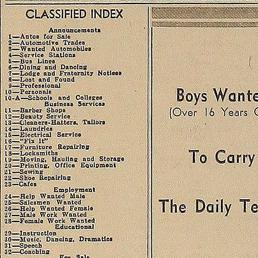 CLASSIFIED INDEX
Announcements
1—Autos for Sale
2—Automotive Trades
3—Wanted Automobiles
4—Service Stations
5—Bus Lines
6—Dining and Dancing
7—Lodge and Fraternity Notices
8—Lost and Found
9—Professional
10—Personals
10-A—Schools and Colleges
Business Services
11—Barber Shops
12—Beauty Service
13—Cleaners-Hatters, Tailors
14—Laundries
15—Electrical Service
16—"Fix It"
17—Furniture Repairing
18—Locksmiths
19—Moving, Hauling and Storage
20—Printing, Office Equipment
21—Sewing
22—Shoe Repairing
23—Cafes
Employment
24—Help Wanted Male
25—Salesmen Wanted
26—Help Wanted Female
27—Male Work Wanted
28—Female Work Wanted
Educational
29—Instruction
30—Music, Dancing, Dramatics
31—Speech
32—Coaching
For Sale
Boys Wante
(Over 16 Years O
To Carry
The Daily Te